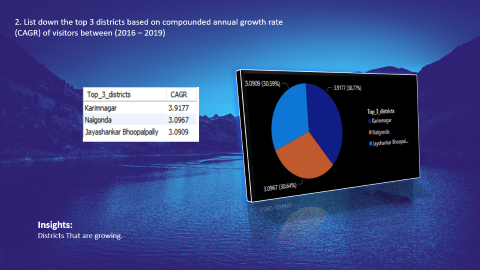 2. List down the top 3 districts based on compounded annual growth rate
(CAGR) of visitors between (2016 – 2019)
Top_3_districts CAGR
Karimnagar 3.9177
Nalgonda 3.0967
Jayashankar Bhoopalpally 3.0909
3.0909 (30.59%)
3.9177 (38.77%)
3.0967 (30.64%)
Top_3_districts
Karimnagar
Nalgonda
Jayashankar Bhoopal...
Insights:
Districts That are growing.